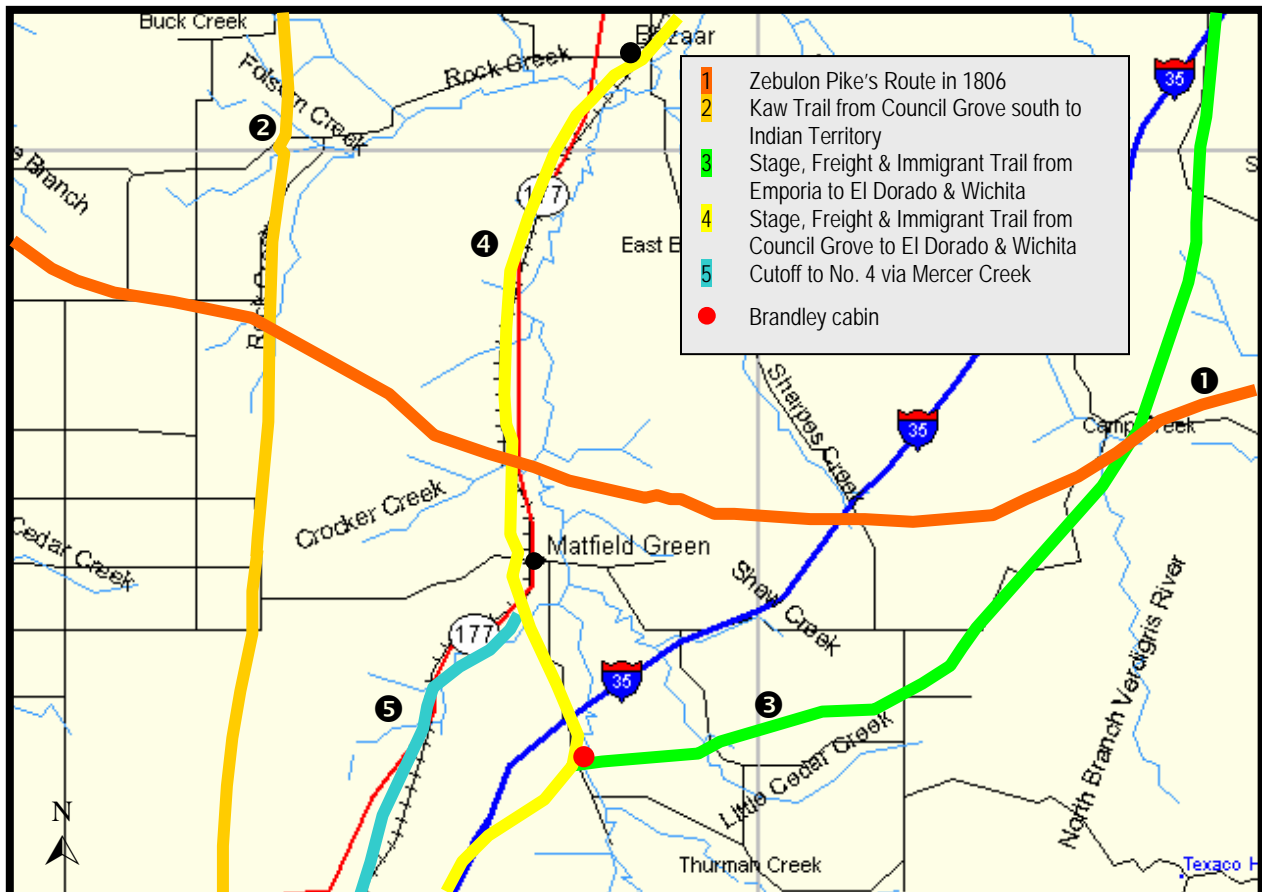 Buck Creek
Folsom Creek
Rock Creek
35
1 Zebulon Pike's Route in 1806
2 Kaw Trail from Council Grove south to
Indian Territory
3 Stage, Freight & Immigrant Trail from
Emporia to El Dorado & Wichita
4 Stage, Freight & Immigrant Trail from
Council Grove to El Dorado & Wichita
5 Cutoff to No. 4 via Mercer Creek
Brandley cabin
2
Branch
177
4
East
1
Sharpes Creek
35
Camp Creek
Crocker Creek
Cedar Creek
Matfield Green
Shaw Creek
177
35
5
3
North Branch Verdigris River
Little Cedar Creek
N
Thurman Creek
Texaco H